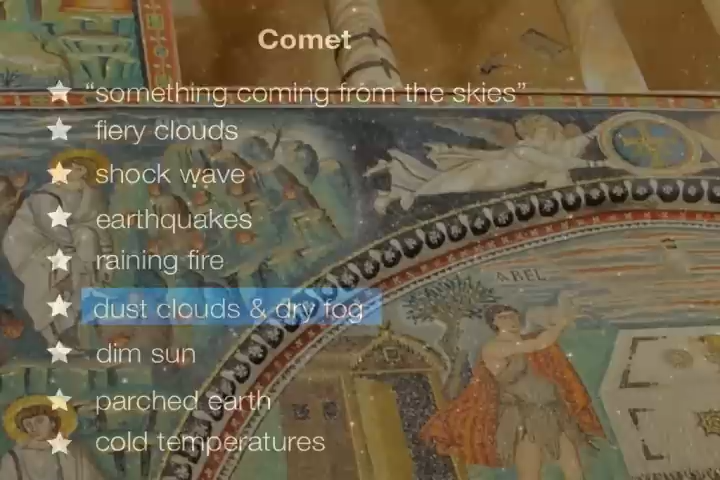 Comet
“something coming from the skies”
fiery clouds
shock wave
earthquakes
raining fire
dust clouds & dry fog
ABEL
dim sun
parched earth
cold temperatures